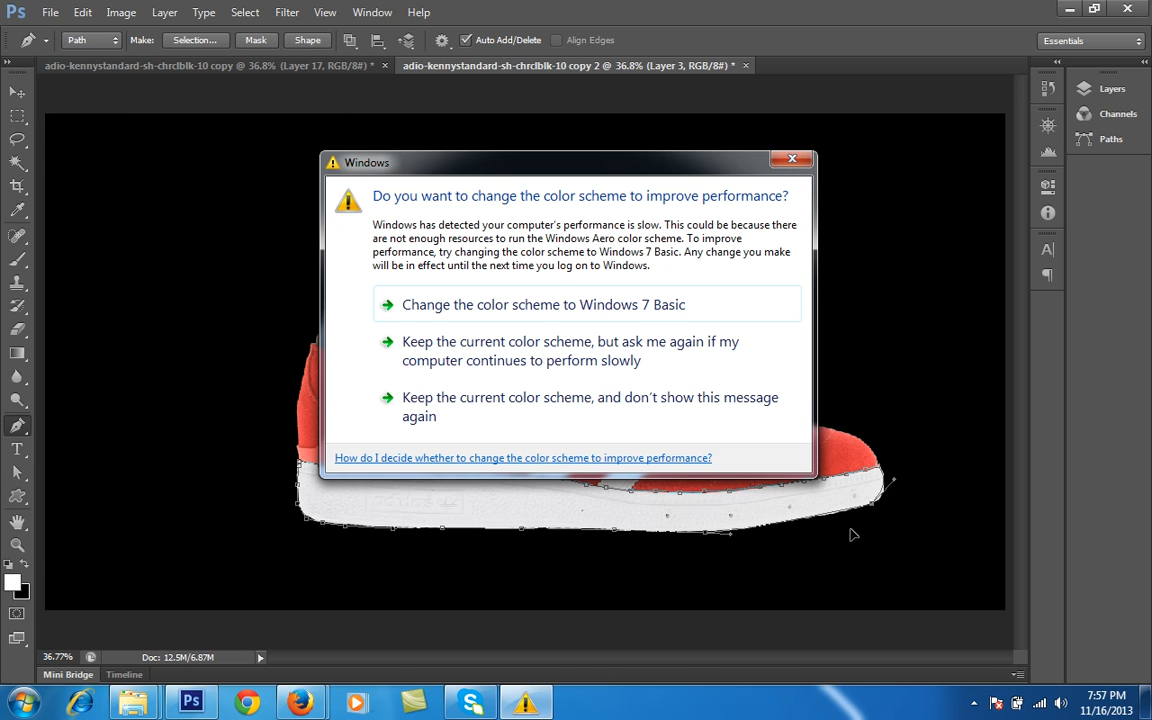 Ps File Edit Image Layer Type Select Filter View Window Help
Path Make: Selection... Mask Shape Auto Add/Delete Align Edges Essentials
adio-kennystandard-sh-chrclblk-10 copy @ 36.8% (Layer 17, RGB/8#) * × adio-kennystandard-sh-chrclblk-10 copy 2 @ 36.8% (Layer 3, RGB/8#) * ×
Layers
Channels
Paths
Windows
Do you want to change the color scheme to improve performance?
Windows has detected your computer's performance is slow. This could be because there
are not enough resources to run the Windows Aero color scheme. To improve
performance, try changing the color scheme to Windows 7 Basic. Any change you make
will be in effect until the next time you log on to Windows.
Change the color scheme to Windows 7 Basic
Keep the current color scheme, but ask me again if my
computer continues to perform slowly
Keep the current color scheme, and don't show this message
again
How do I decide whether to change the color scheme to improve performance?
36.77% Doc: 12.5M/6.87M
Mini Bridge Timeline
Ps
7:57 PM
11/16/2013